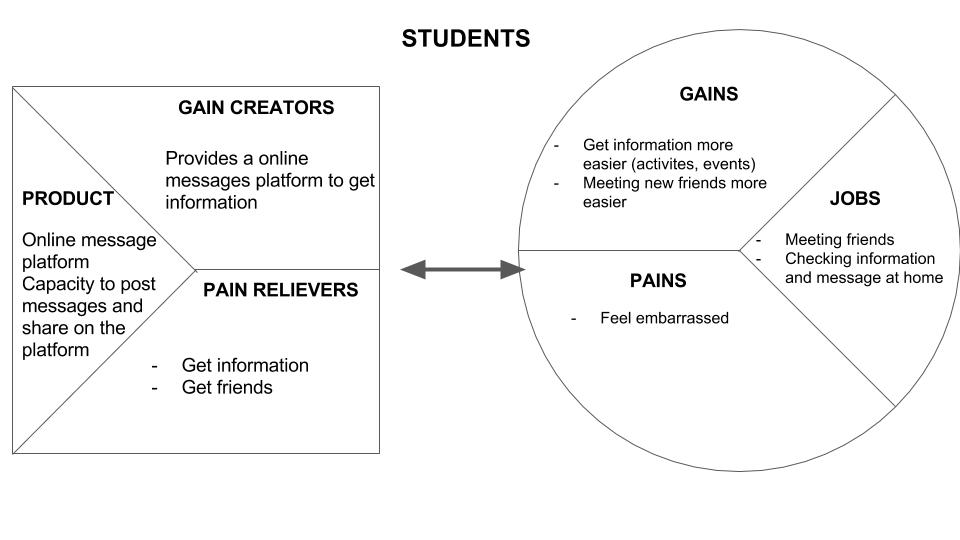 STUDENTS
GAIN CREATORS
Provides a online
messages platform to get
information
PRODUCT
Online message
platform
Capacity to post
messages and
share on the
platform
PAIN RELIEVERS
- Get information
- Get friends
GAINS
- Get information more
easier (activites, events)
- Meeting new friends more
easier
JOBS
- Meeting friends
- Checking information
and message at home
PAINS
- Feel embarrassed